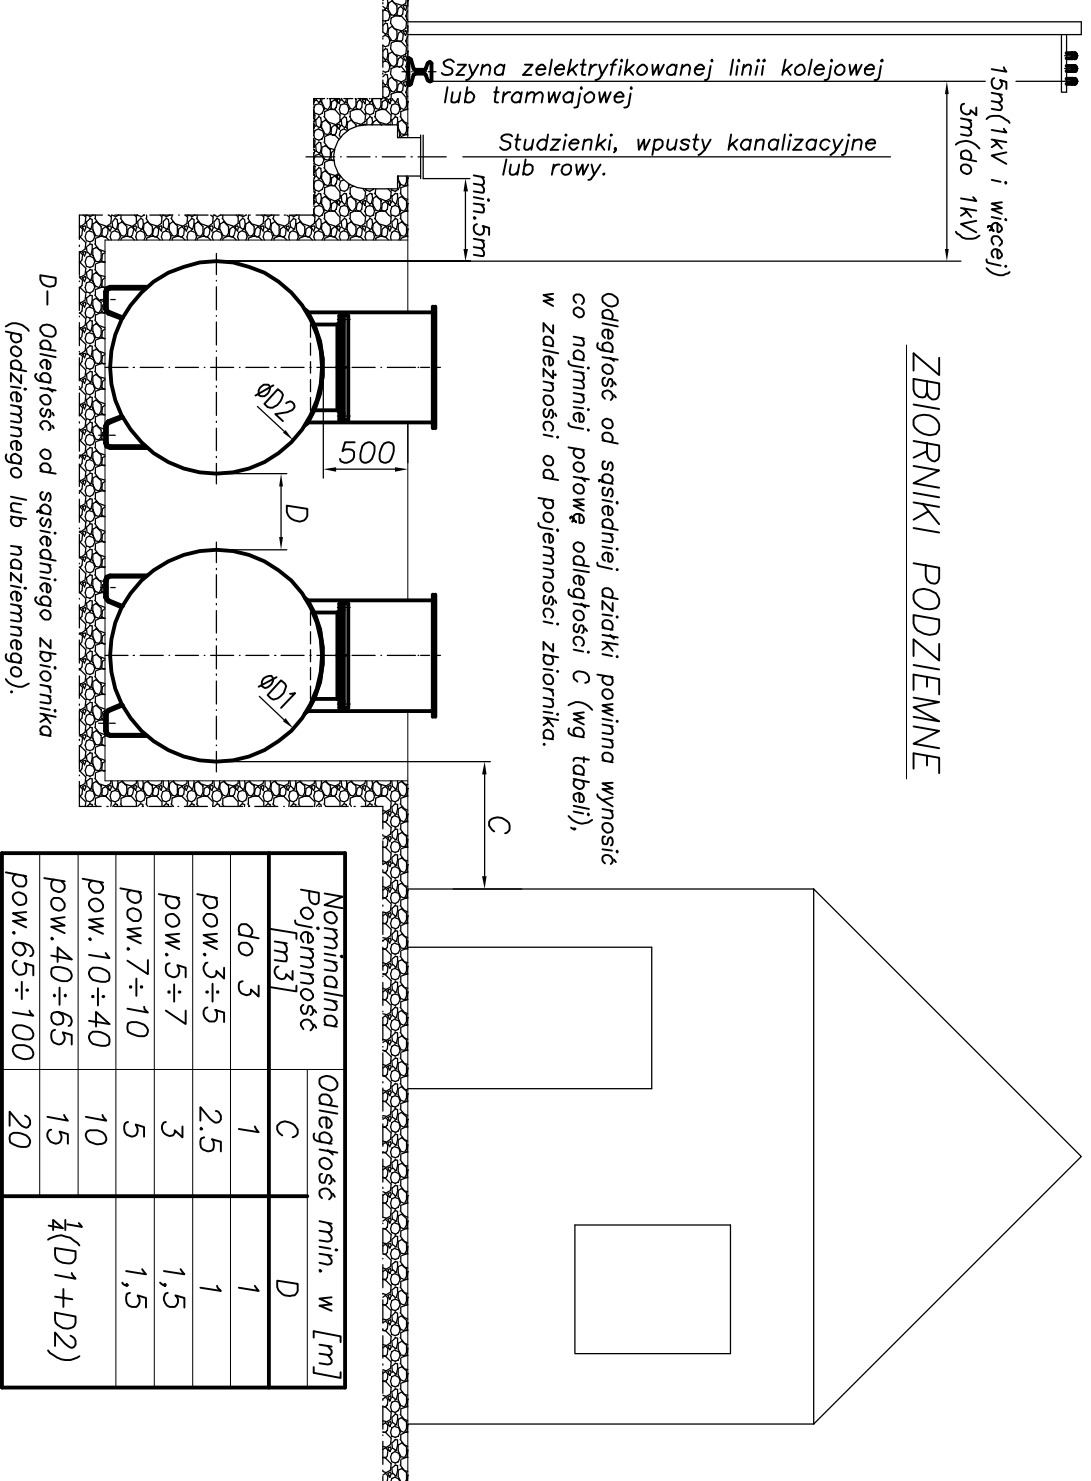 ZBIORNIKI PODZIEMNE
15m(1kV i więcej)
3m(do 1kV)
Szyna zelektryfikowanej linii kolejowej
lub tramwajowej
Studzienki, wpusty kanalizacyjne
lub rowy.
min.5m
Odległość od sąsiedniej działki powinna wynosić
co najmniej połowę odległości C (wg tabeli),
w zależności od pojemności zbiornika.
øD2
500
D
øD1
C
D– Odległość od sąsiedniego zbiornika
(podziemnego lub naziemnego).
Nominalna
Pojemność
[m3]
Odległość min. w [m]
C D
do 3 1 1
pow.3÷5 2.5 1
pow.5÷7 3 1,5
pow.7÷10 5 1,5
pow.10÷40 10
pow.40÷65 15 ¼(D1+D2)
pow.65÷100 20